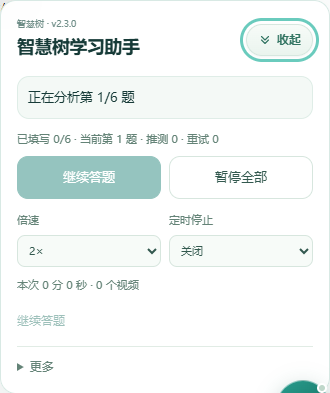 智慧树 · v2.3.0
智慧树学习助手
收起
正在分析第 1/6 题
已填写 0/6 · 当前第 1 题 · 推测 0 · 重试 0
继续答题
暂停全部
倍速
定时停止
2×
关闭
本次 0 分 0 秒 · 0 个视频
继续答题
更多